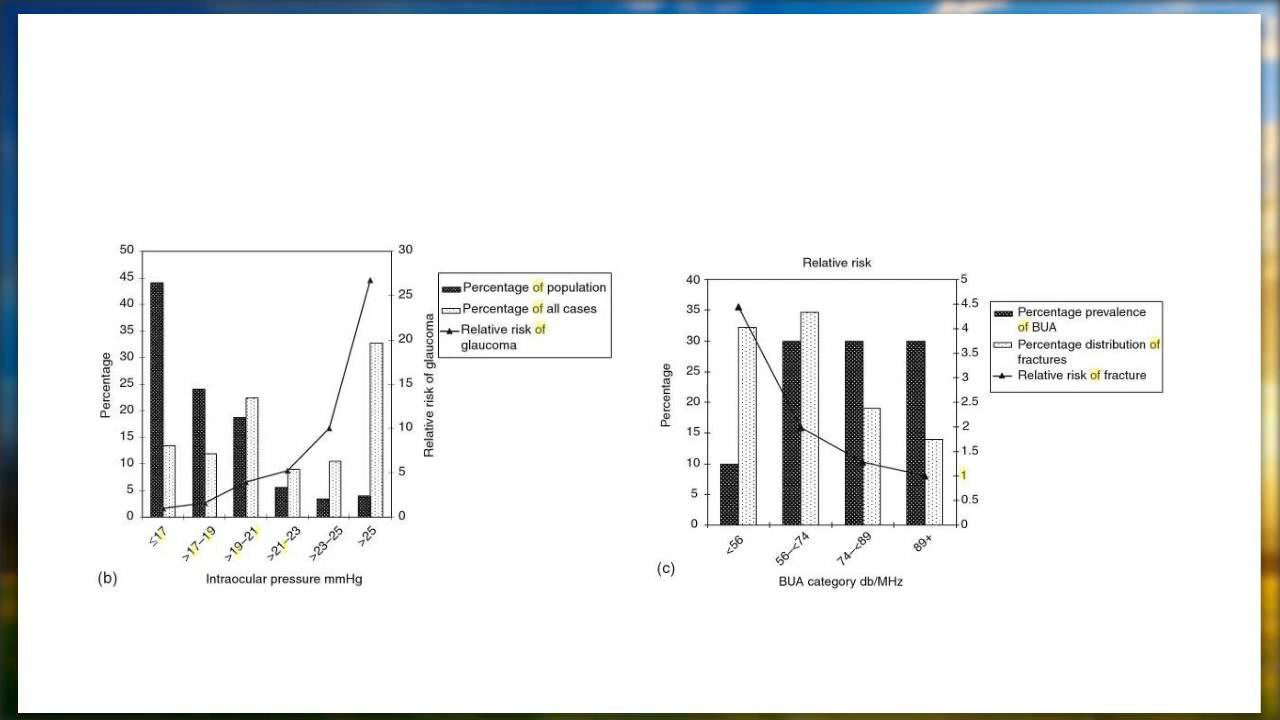 50
45
40
35
30
25
20
15
10
5
0
30
25
20
15
10
5
0
Percentage
Relative risk of glaucoma
≤17
>17–19
>19–21
>21–23
>23–25
>25
Intraocular pressure mmHg
(b)
Percentage of population
Percentage of all cases
Relative risk of
glaucoma
Relative risk
40
35
30
25
20
15
10
5
0
5
4.5
4
3.5
3
2.5
2
1.5
1
0.5
0
Percentage
<56
56–<74
74–<89
89+
BUA category db/MHz
(c)
Percentage prevalence
of BUA
Percentage distribution of
fractures
Relative risk of fracture